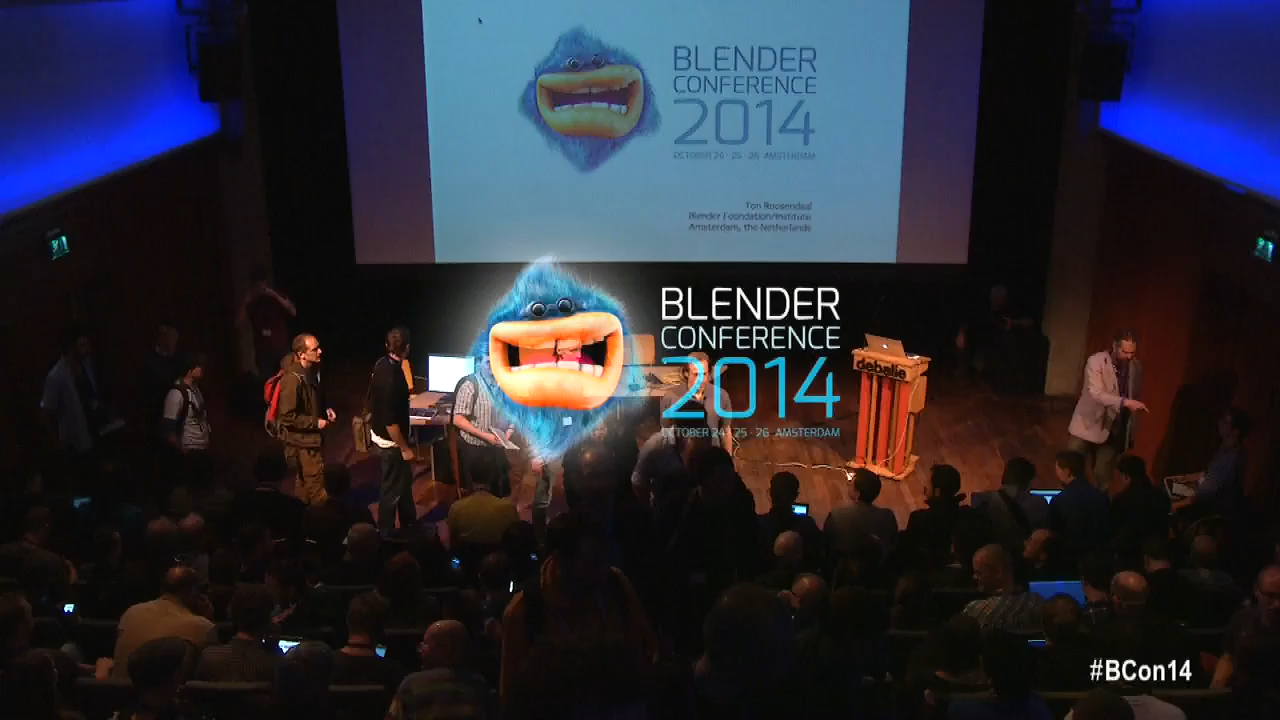 BLENDER
CONFERENCE
2014
OCTOBER 24 · 25 · 26 AMSTERDAM
Ton Roosendaal
Blender Foundation/Institute
Amsterdam, the Netherlands
BLENDER
CONFERENCE
2014
OCTOBER 24 · 25 · 26 AMSTERDAM
debalie
#BCon14